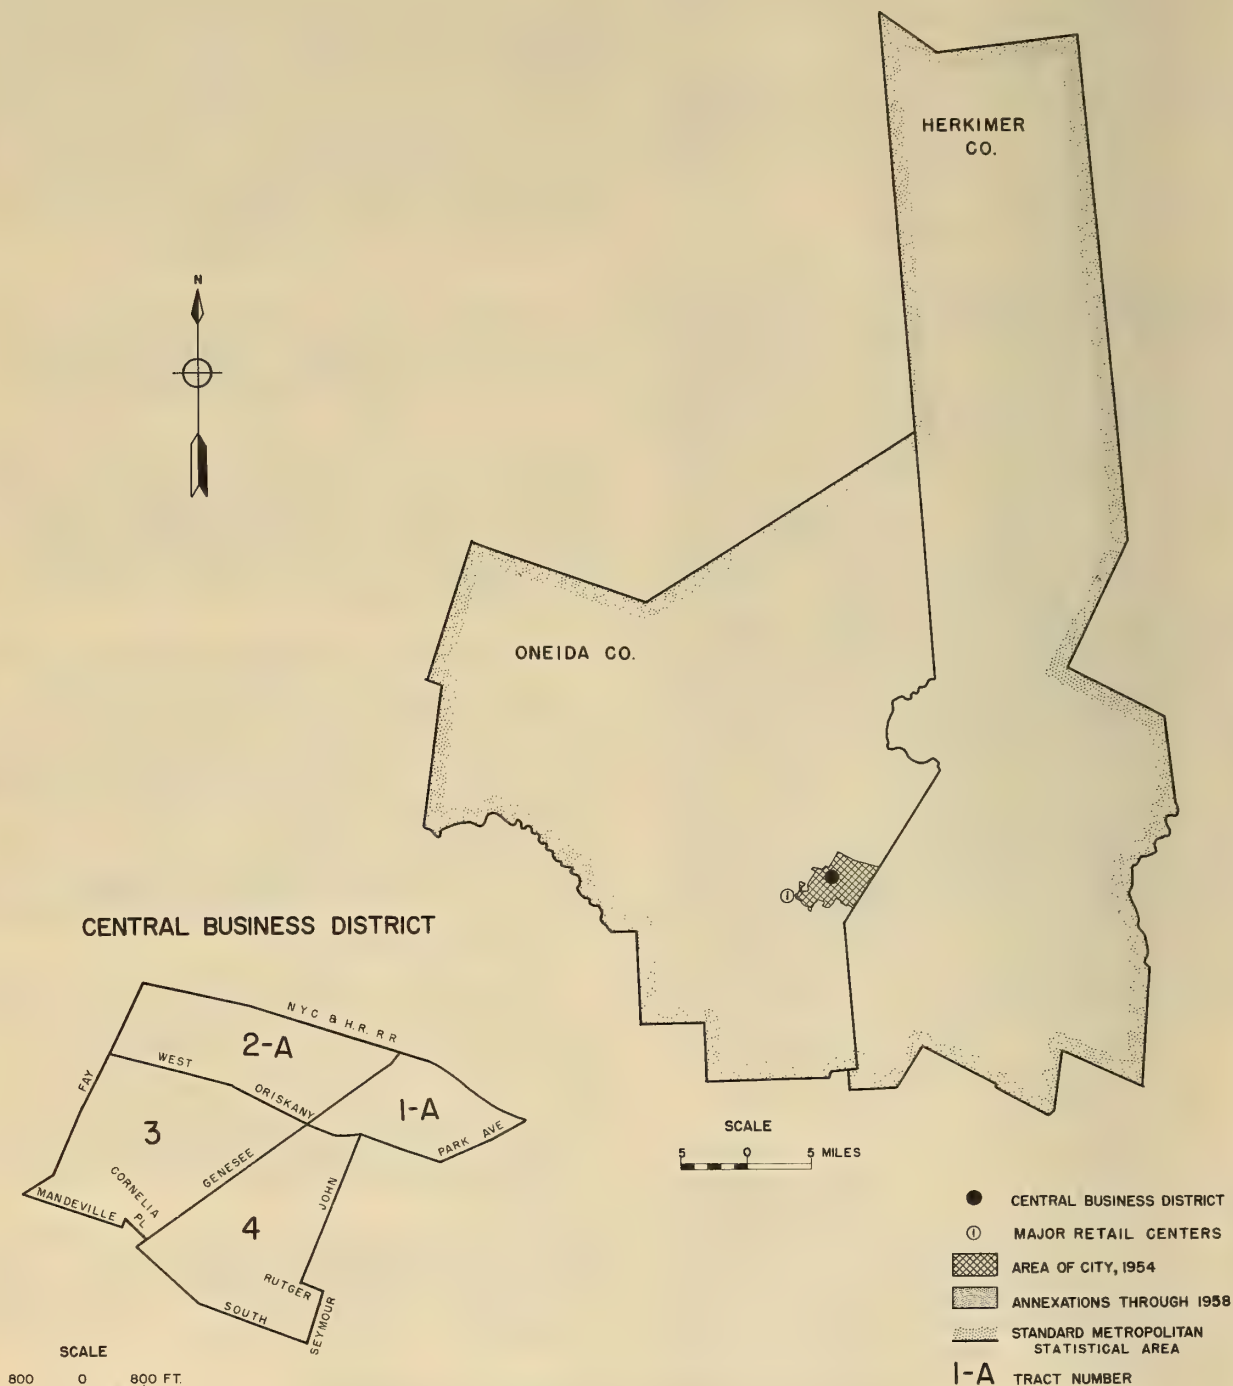 HERKIMER
CO.
N
ONEIDA CO.
1
CENTRAL BUSINESS DISTRICT
NYC & H.R. RR
2-A
WEST
ORISKANY
FAY
1-A
PARK AVE
3
GENESEE
JOHN
CORNELIA
PL
MANDEVILLE
4
RUTGER
SOUTH
SEYMOUR
SCALE
800 0 800 FT.
SCALE
5 0 5 MILES
CENTRAL BUSINESS DISTRICT
1 MAJOR RETAIL CENTERS
AREA OF CITY, 1954
ANNEXATIONS THROUGH 1958
STANDARD METROPOLITAN
STATISTICAL AREA
1-A TRACT NUMBER